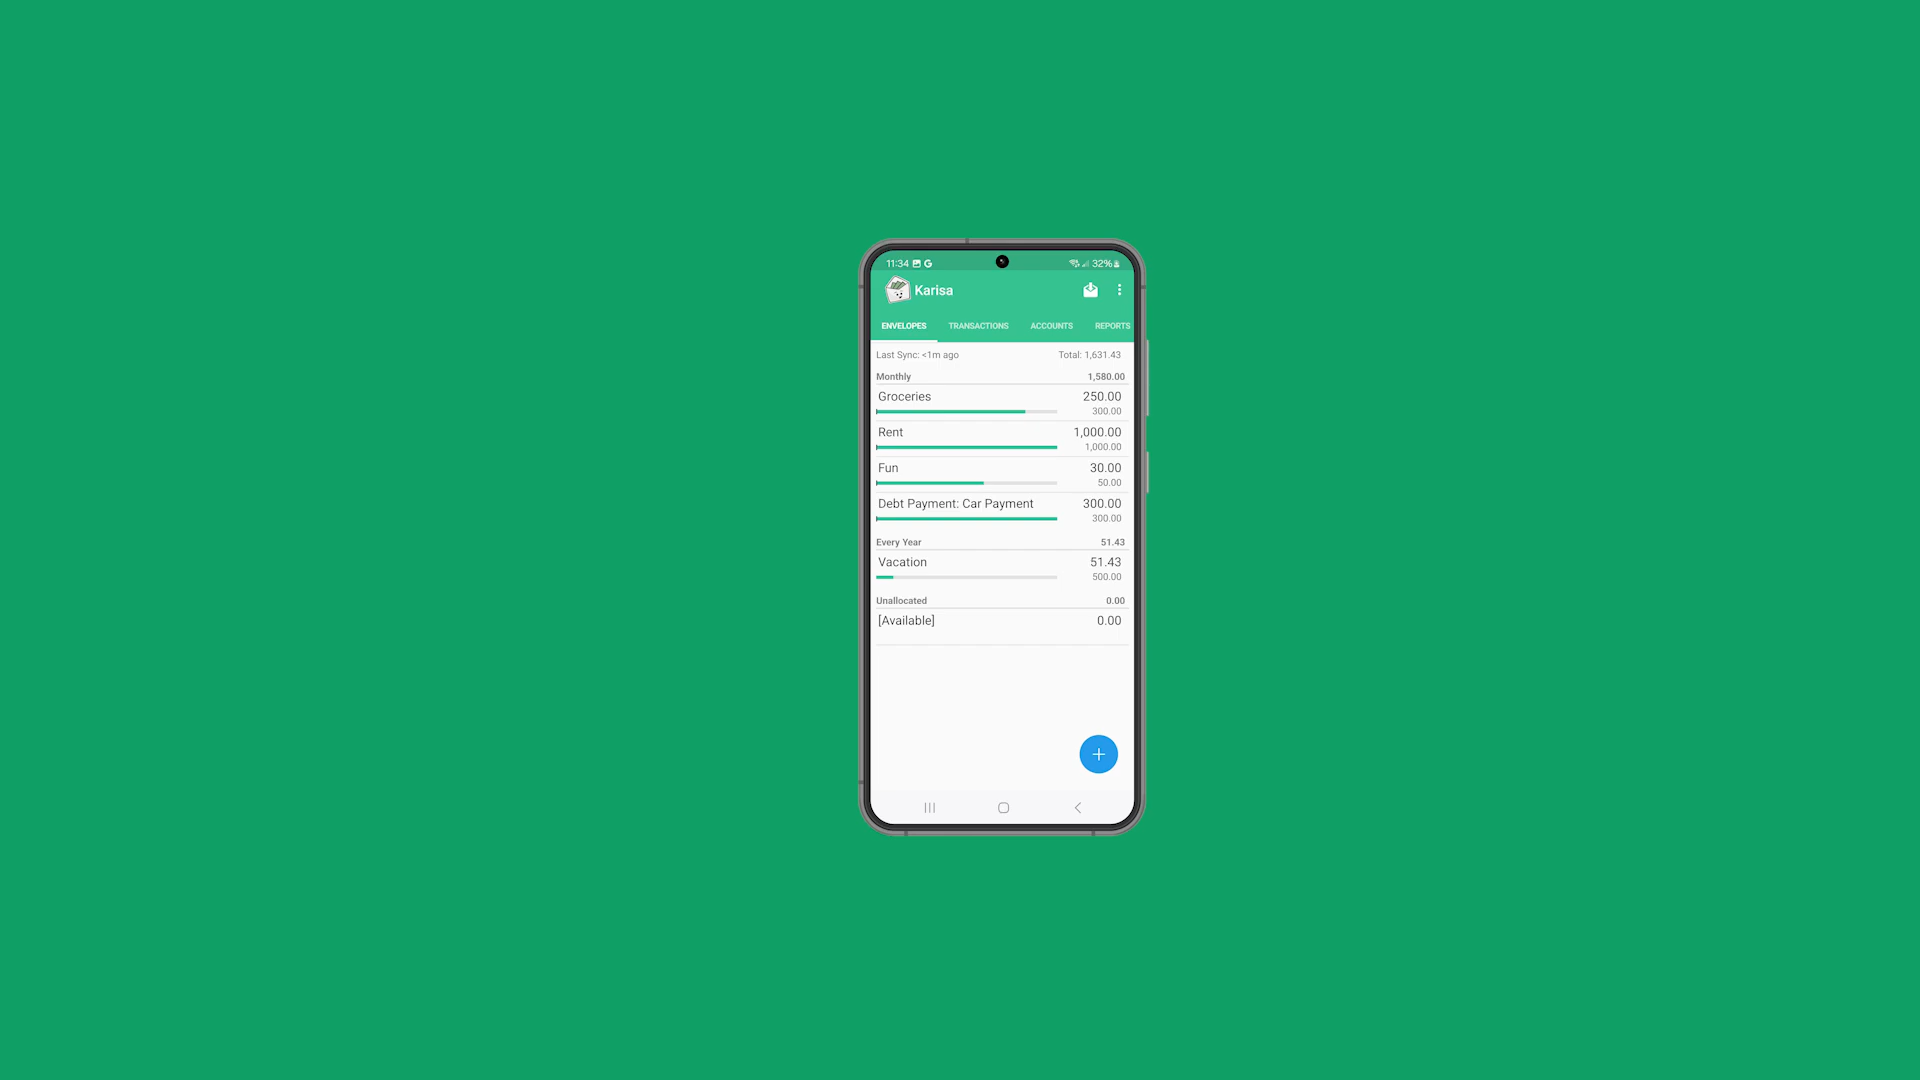 11:34 32%
Karisa
ENVELOPES TRANSACTIONS ACCOUNTS REPORTS
Last Sync: <1m ago Total: 1,631.43
Monthly 1,580.00
Groceries 250.00
300.00
Rent 1,000.00
1,000.00
Fun 30.00
50.00
Debt Payment: Car Payment 300.00
300.00
Every Year 51.43
Vacation 51.43
500.00
Unallocated 0.00
[Available] 0.00